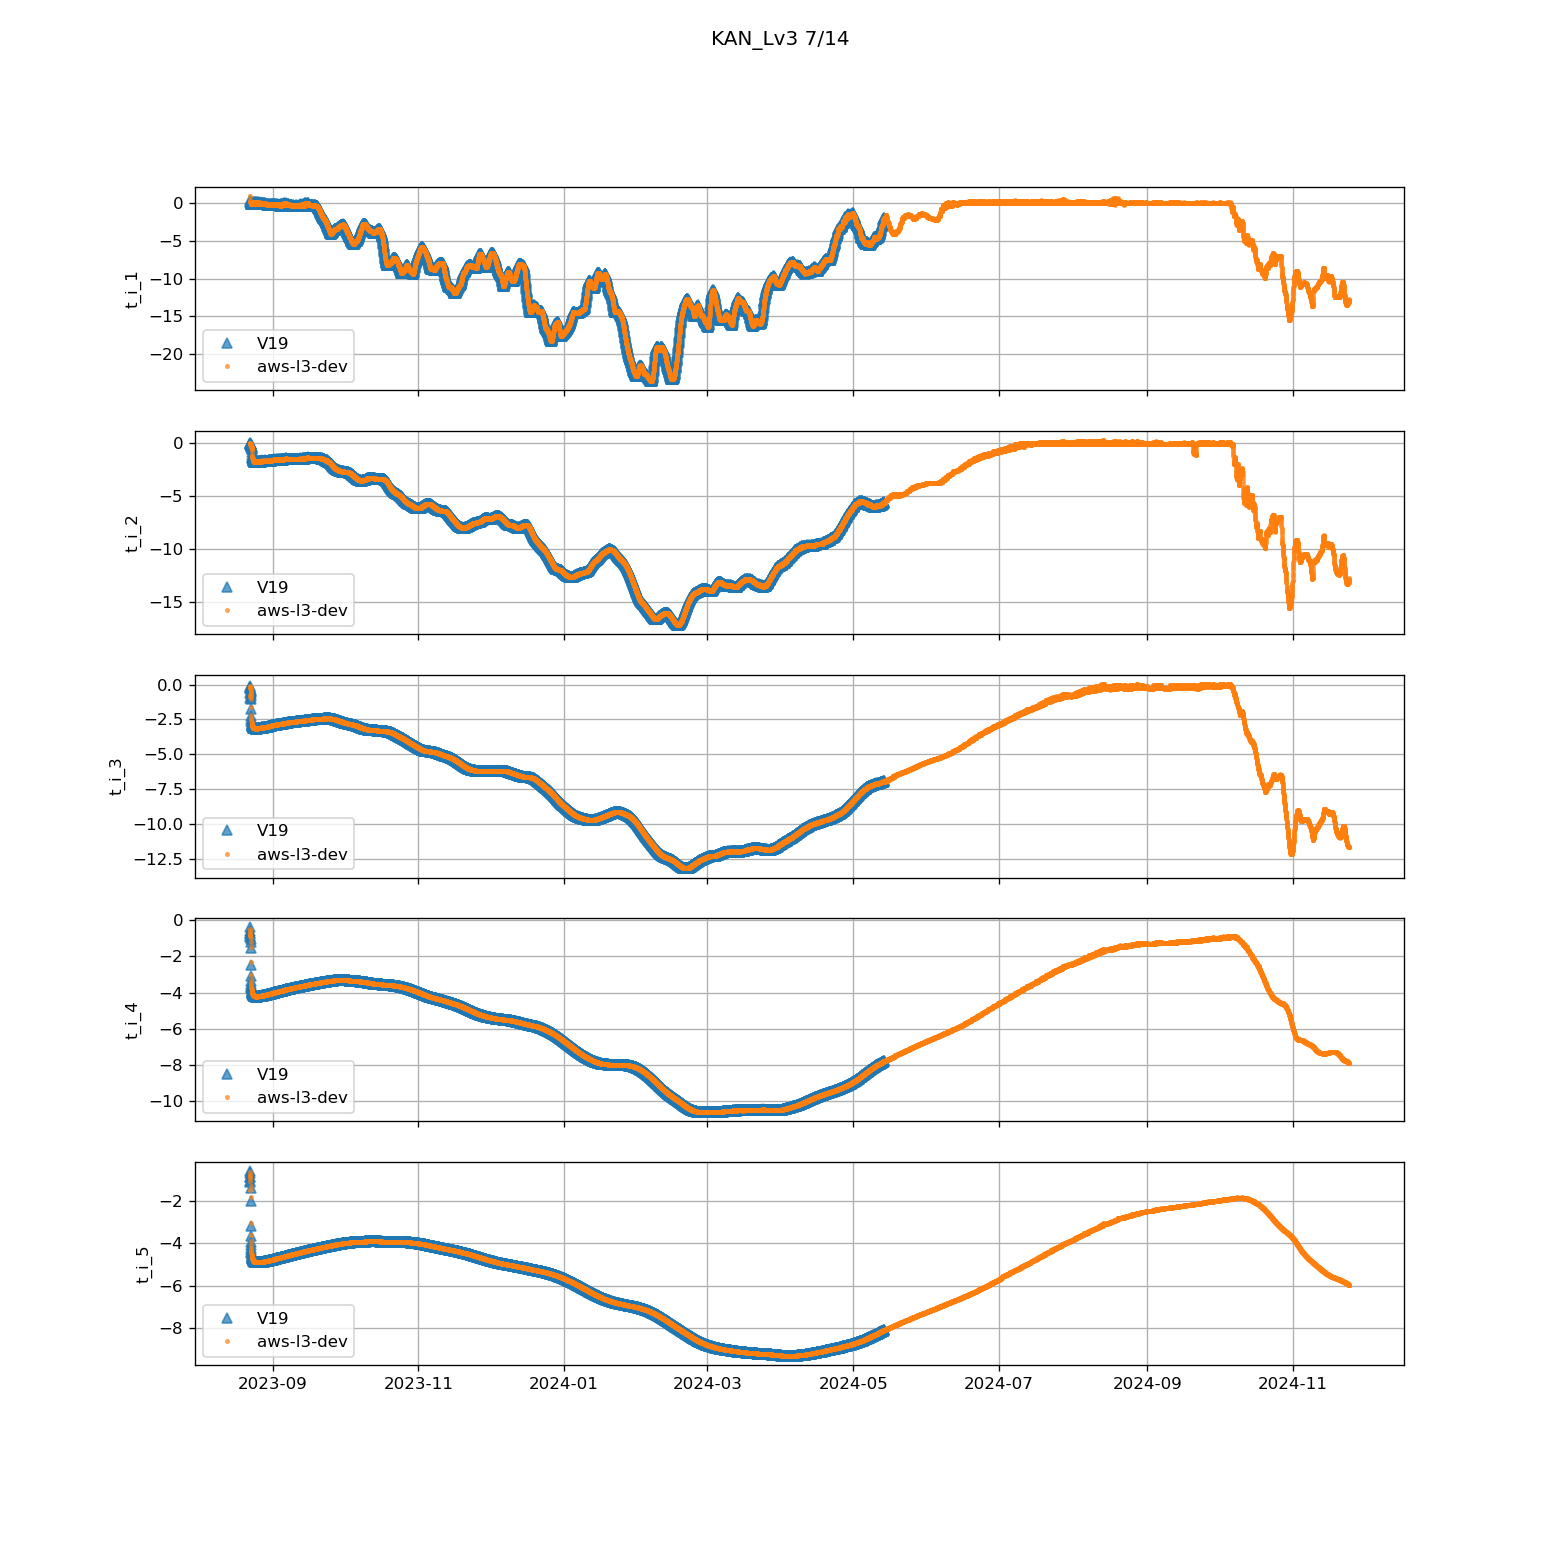 KAN_Lv3 7/14
0
−5
−10
−15
−20
t_i_1
V19
aws-l3-dev
0
−5
−10
−15
t_i_2
V19
aws-l3-dev
0.0
−2.5
−5.0
−7.5
−10.0
−12.5
t_i_3
V19
aws-l3-dev
0
−2
−4
−6
−8
−10
t_i_4
V19
aws-l3-dev
−2
−4
−6
−8
t_i_5
V19
aws-l3-dev
2023-09 2023-11 2024-01 2024-03 2024-05 2024-07 2024-09 2024-11